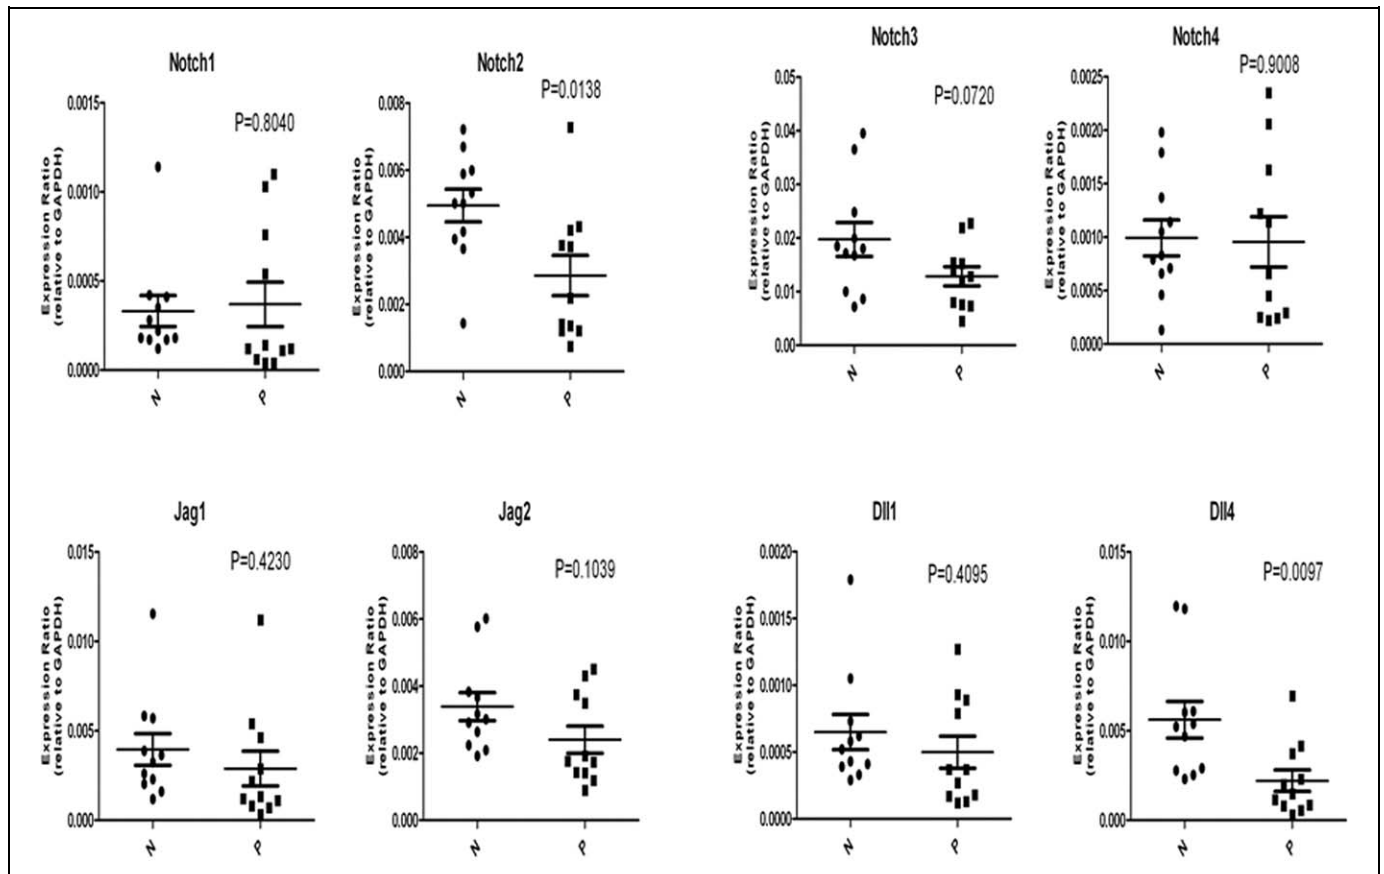 Notch1
P=0.8040
Expression Ratio
(relative to GAPDH)
0.0015
0.0010
0.0005
0.0000
N
P
Notch2
P=0.0138
Expression Ratio
(relative to GAPDH)
0.008
0.006
0.004
0.002
0.000
N
P
Notch3
P=0.0720
Expression Ratio
(relative to GAPDH)
0.05
0.04
0.03
0.02
0.01
0.00
N
P
Notch4
P=0.9008
Expression Ratio
(relative to GAPDH)
0.0025
0.0020
0.0015
0.0010
0.0005
0.0000
N
P
Jag1
P=0.4230
Expression Ratio
(relative to GAPDH)
0.015
0.010
0.005
0.000
N
P
Jag2
P=0.1039
Expression Ratio
(relative to GAPDH)
0.008
0.006
0.004
0.002
0.000
N
P
Dll1
P=0.4095
Expression Ratio
(relative to GAPDH)
0.0020
0.0015
0.0010
0.0005
0.0000
N
P
Dll4
P=0.0097
Expression Ratio
(relative to GAPDH)
0.015
0.010
0.005
0.000
N
P